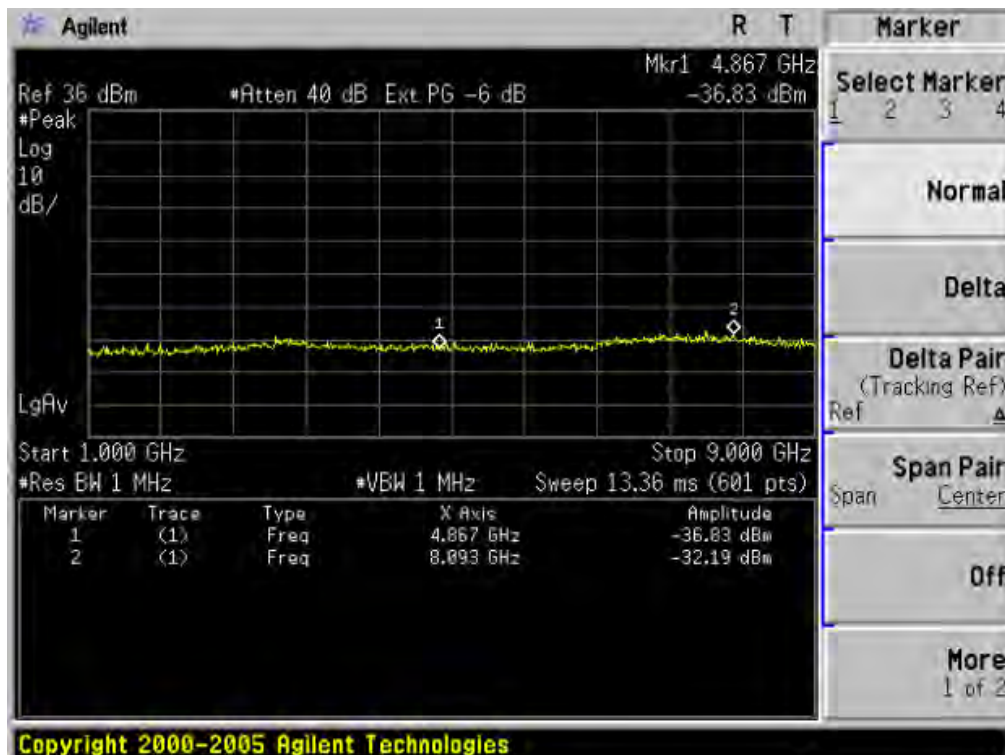 Agilent R T
Mkr1 4.867 GHz
Ref 36 dBm #Atten 40 dB Ext PG -6 dB -36.83 dBm
#Peak
Log
10
dB/
1
2
LgAv
Start 1.000 GHz Stop 9.000 GHz
#Res BW 1 MHz #VBW 1 MHz Sweep 13.36 ms (601 pts)
Marker Trace Type X Axis Amplitude
1 (1) Freq 4.867 GHz -36.83 dBm
2 (1) Freq 8.093 GHz -32.19 dBm
Copyright 2000-2005 Agilent Technologies
Marker
Select Marker
1 2 3 4
Normal
Delta
Delta Pair
(Tracking Ref)
Ref Δ
Span Pair
Span Center
Off
More
1 of 2